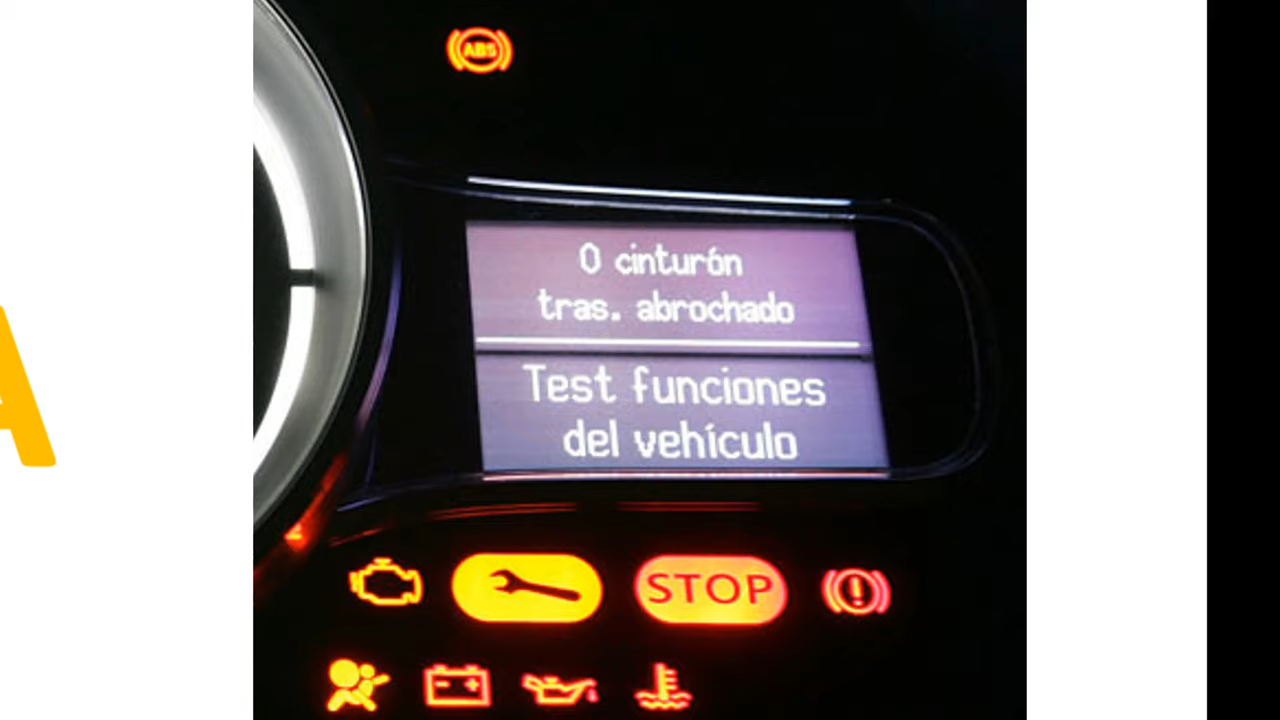 ABS
0 cinturón
tras. abrochado
Test funciones
del vehículo
STOP
A